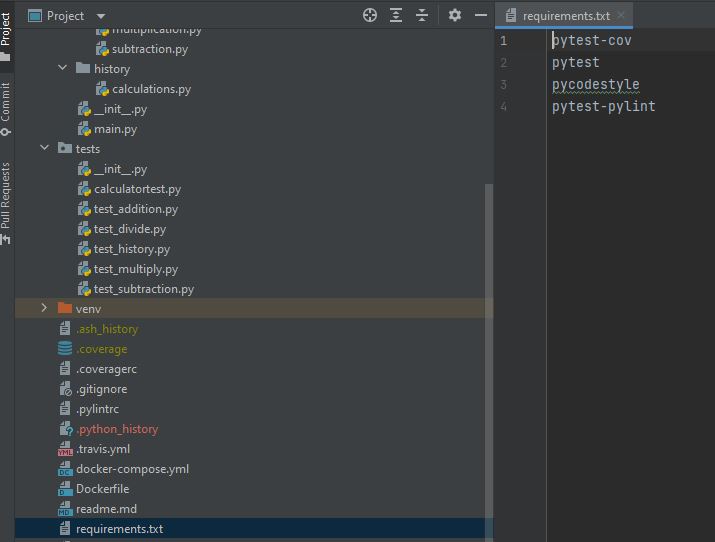 Project
Commit
Pull Requests
Project
multiplication.py
subtraction.py
history
calculations.py
__init__.py
main.py
tests
__init__.py
calculatortest.py
test_addition.py
test_divide.py
test_history.py
test_multiply.py
test_subtraction.py
venv
.ash_history
.coverage
.coveragerc
.gitignore
.pylintrc
.python_history
.travis.yml
docker-compose.yml
Dockerfile
readme.md
requirements.txt
requirements.txt
1 pytest-cov
2 pytest
3 pycodestyle
4 pytest-pylint